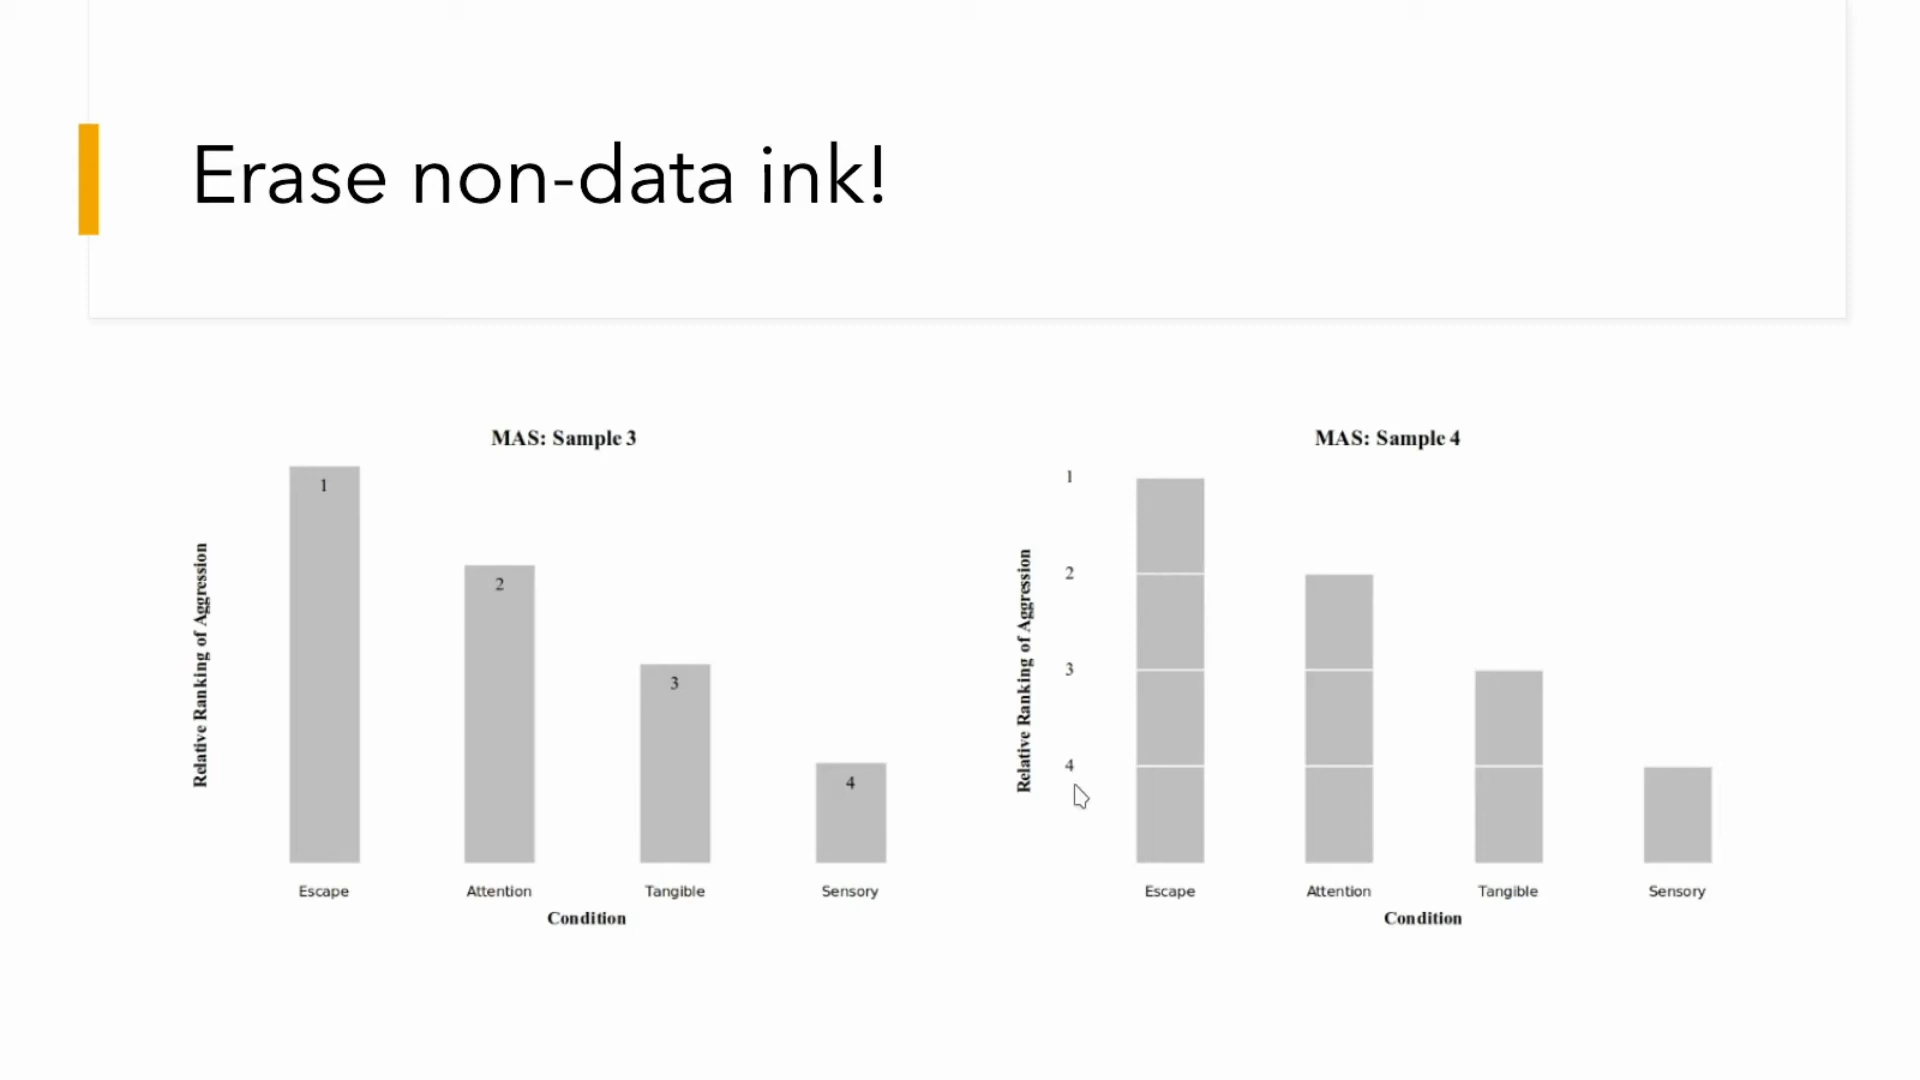 Erase non-data ink!
MAS: Sample 3
Relative Ranking of Aggression
1
2
3
4
Escape
Attention
Tangible
Sensory
Condition
MAS: Sample 4
Relative Ranking of Aggression
1
2
3
4
Escape
Attention
Tangible
Sensory
Condition